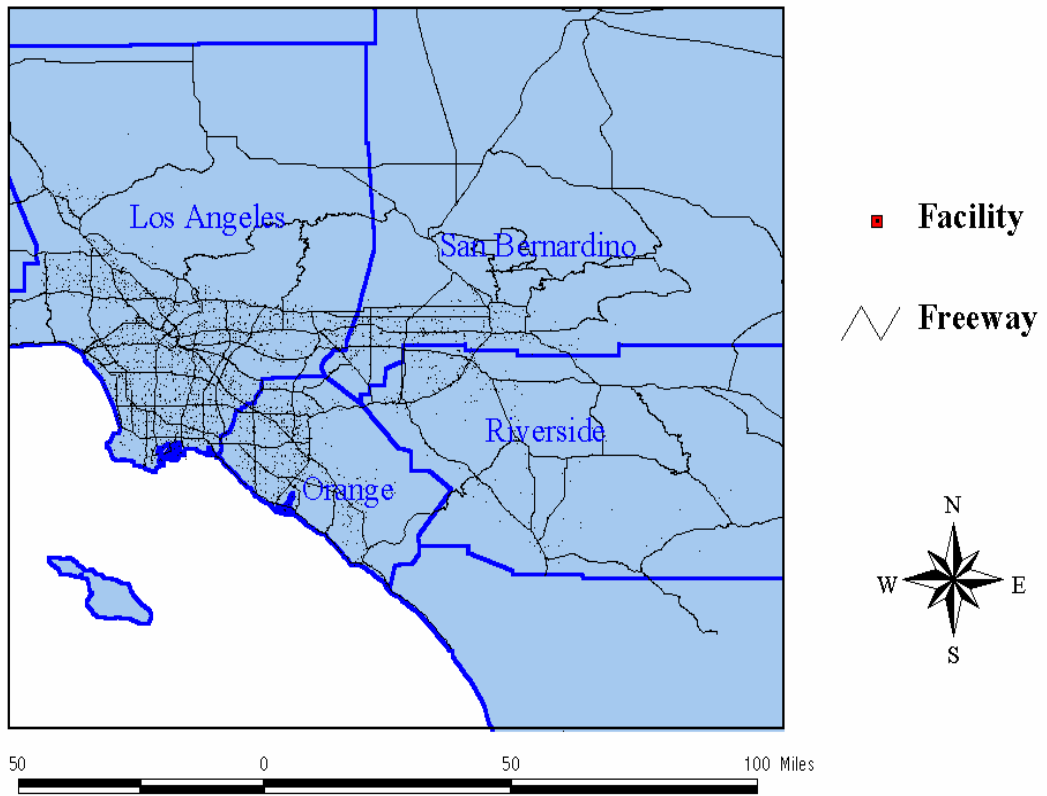 Los Angeles
San Bernardino
Riverside
Orange
Facility
Freeway
N
W E
S
50 0 50 100 Miles